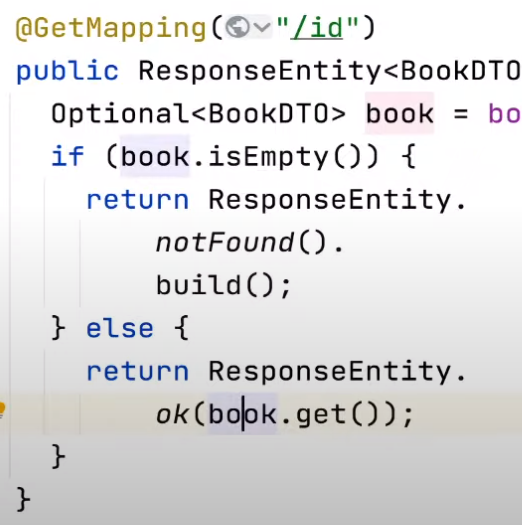 @GetMapping("/id")
public ResponseEntity<BookDTO
Optional<BookDTO> book = bo
if (book.isEmpty()) {
return ResponseEntity.
notFound().
build();
} else {
return ResponseEntity.
ok(book.get());
}
}